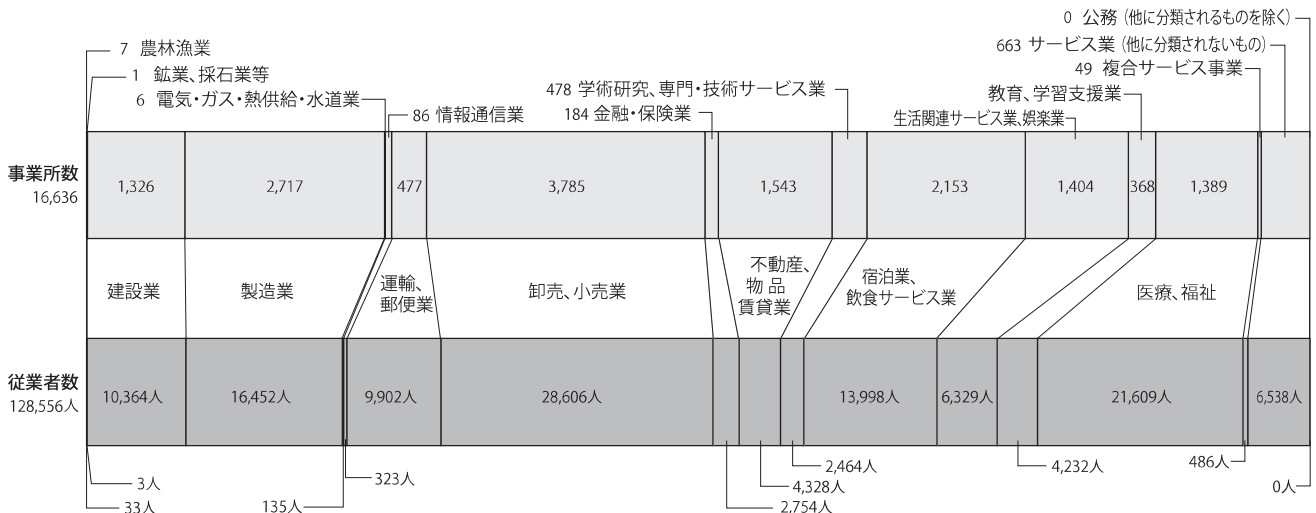 0 公務（他に分類されるものを除く）
7 農林漁業
663 サービス業（他に分類されないもの）
1 鉱業、採石業等
49 複合サービス事業
6 電気・ガス・熱供給・水道業
478 学術研究、専門・技術サービス業
教育、学習支援業
86 情報通信業
184 金融・保険業
生活関連サービス業、娯楽業
事業所数
16,636
1,326
2,717
477
3,785
1,543
2,153
1,404
368
1,389
建設業
製造業
運輸、
郵便業
卸売、小売業
不動産、
物品
賃貸業
宿泊業、
飲食サービス業
医療、福祉
従業者数
128,556人
10,364人
16,452人
9,902人
28,606人
13,998人
6,329人
21,609人
6,538人
3人
33人
135人
323人
2,464人
4,328人
2,754人
4,232人
486人
0人